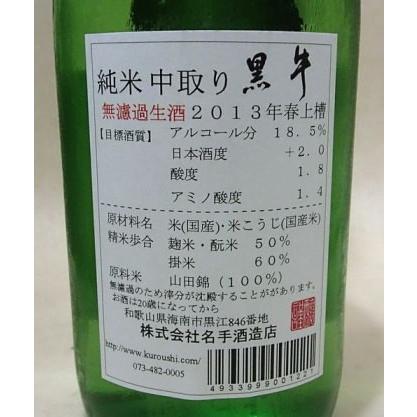 純米中取り 黒牛
無濾過生酒２０１３年春上槽
【目標酒質】 アルコール分 １８.５％
日本酒度 ＋２.０
酸度 １.８
アミノ酸度 １.４
原材料名 米(国産)・米こうじ(国産米)
精米歩合 麹米・酛米 ５０％
掛米 ６０％
原料米 山田錦（１００％）
無濾過のため滓分が沈殿することががあります。
お酒は20歳になってから
和歌山県海南市黒江846番地
株式会社名手酒造店
http://www.kuroushi.com/
073-482-0005
4933999001221